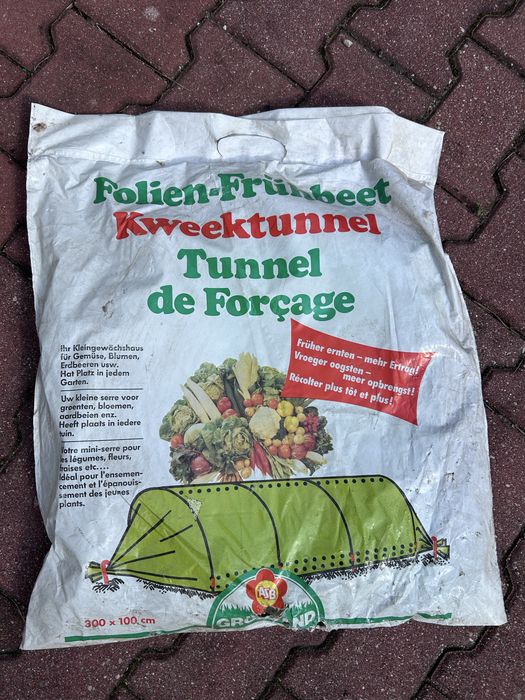 Folien-Frühbeet
Kweektunnel
Tunnel
de Forçage
Früher ernten – mehr Ertrag!
Vroeger oogsten –
meer opbrengst!
Récolter plus tôt et plus!
Ihr Kleingewächshaus
für Gemüse, Blumen,
Erdbeeren usw.
Hat Platz in jedem
Garten.
Uw kleine serre voor
groenten, bloemen,
aardbeien enz.
Heeft plaats in iedere
tuin.
Votre mini-serre pour
les légumes, fleurs,
fraises etc....
Idéal pour l'ensemen-
cement et l'épanouis-
sement des jeunes
plants.
300 x 100 cm
ASB